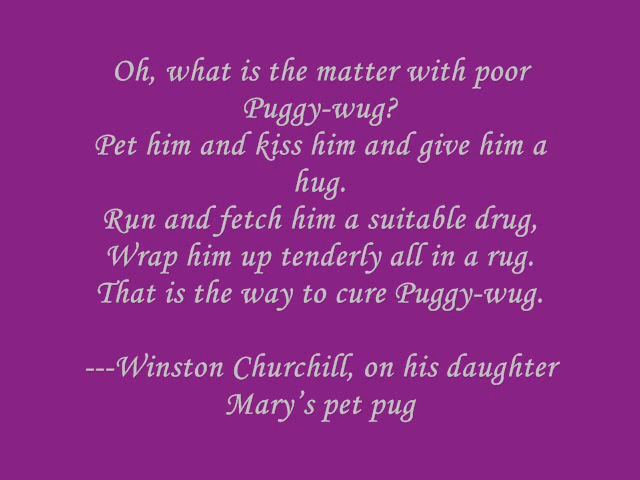 Oh, what is the matter with poor
Puggy-wug?
Pet him and kiss him and give him a
hug.
Run and fetch him a suitable drug,
Wrap him up tenderly all in a rug.
That is the way to cure Puggy-wug.
---Winston Churchill, on his daughter
Mary’s pet pug